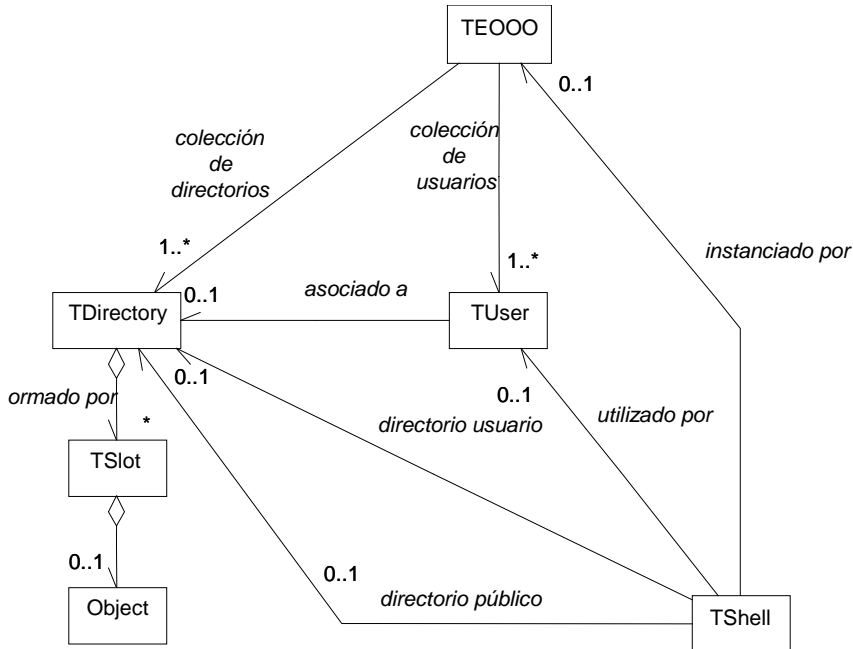 TEOOO
0..1
colección
de
directorios
colección
de
usuarios
1..*
1..*
instanciado por
0..1
asociado a
TDirectory
TUser
0..1
0..1
ormado por
*
directorio usuario
utilizado por
TSlot
0..1
0..1
directorio público
Object
TShell